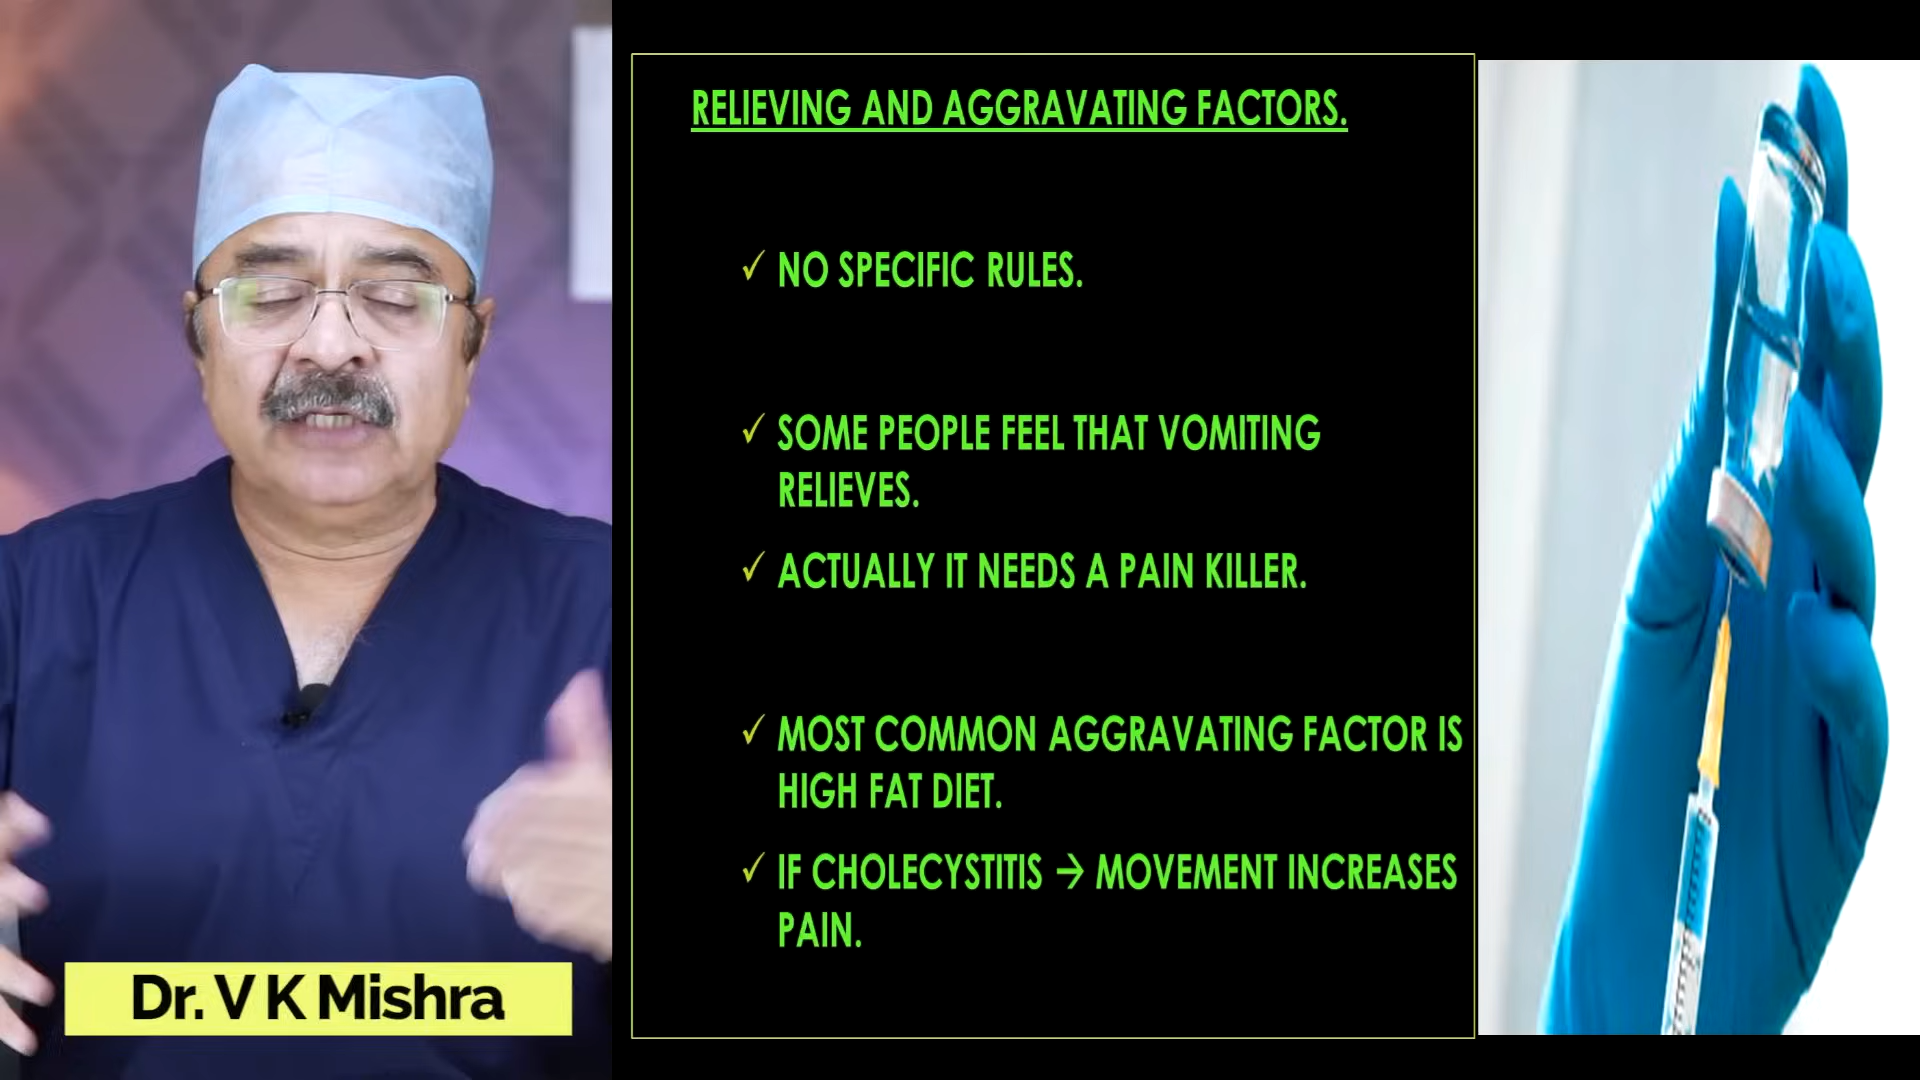 RELIEVING AND AGGRAVATING FACTORS.
✓ NO SPECIFIC RULES.
✓ SOME PEOPLE FEEL THAT VOMITING
RELIEVES.
✓ ACTUALLY IT NEEDS A PAIN KILLER.
✓ MOST COMMON AGGRAVATING FACTOR IS
HIGH FAT DIET.
✓ IF CHOLECYSTITIS → MOVEMENT INCREASES
PAIN.
Dr. V K Mishra